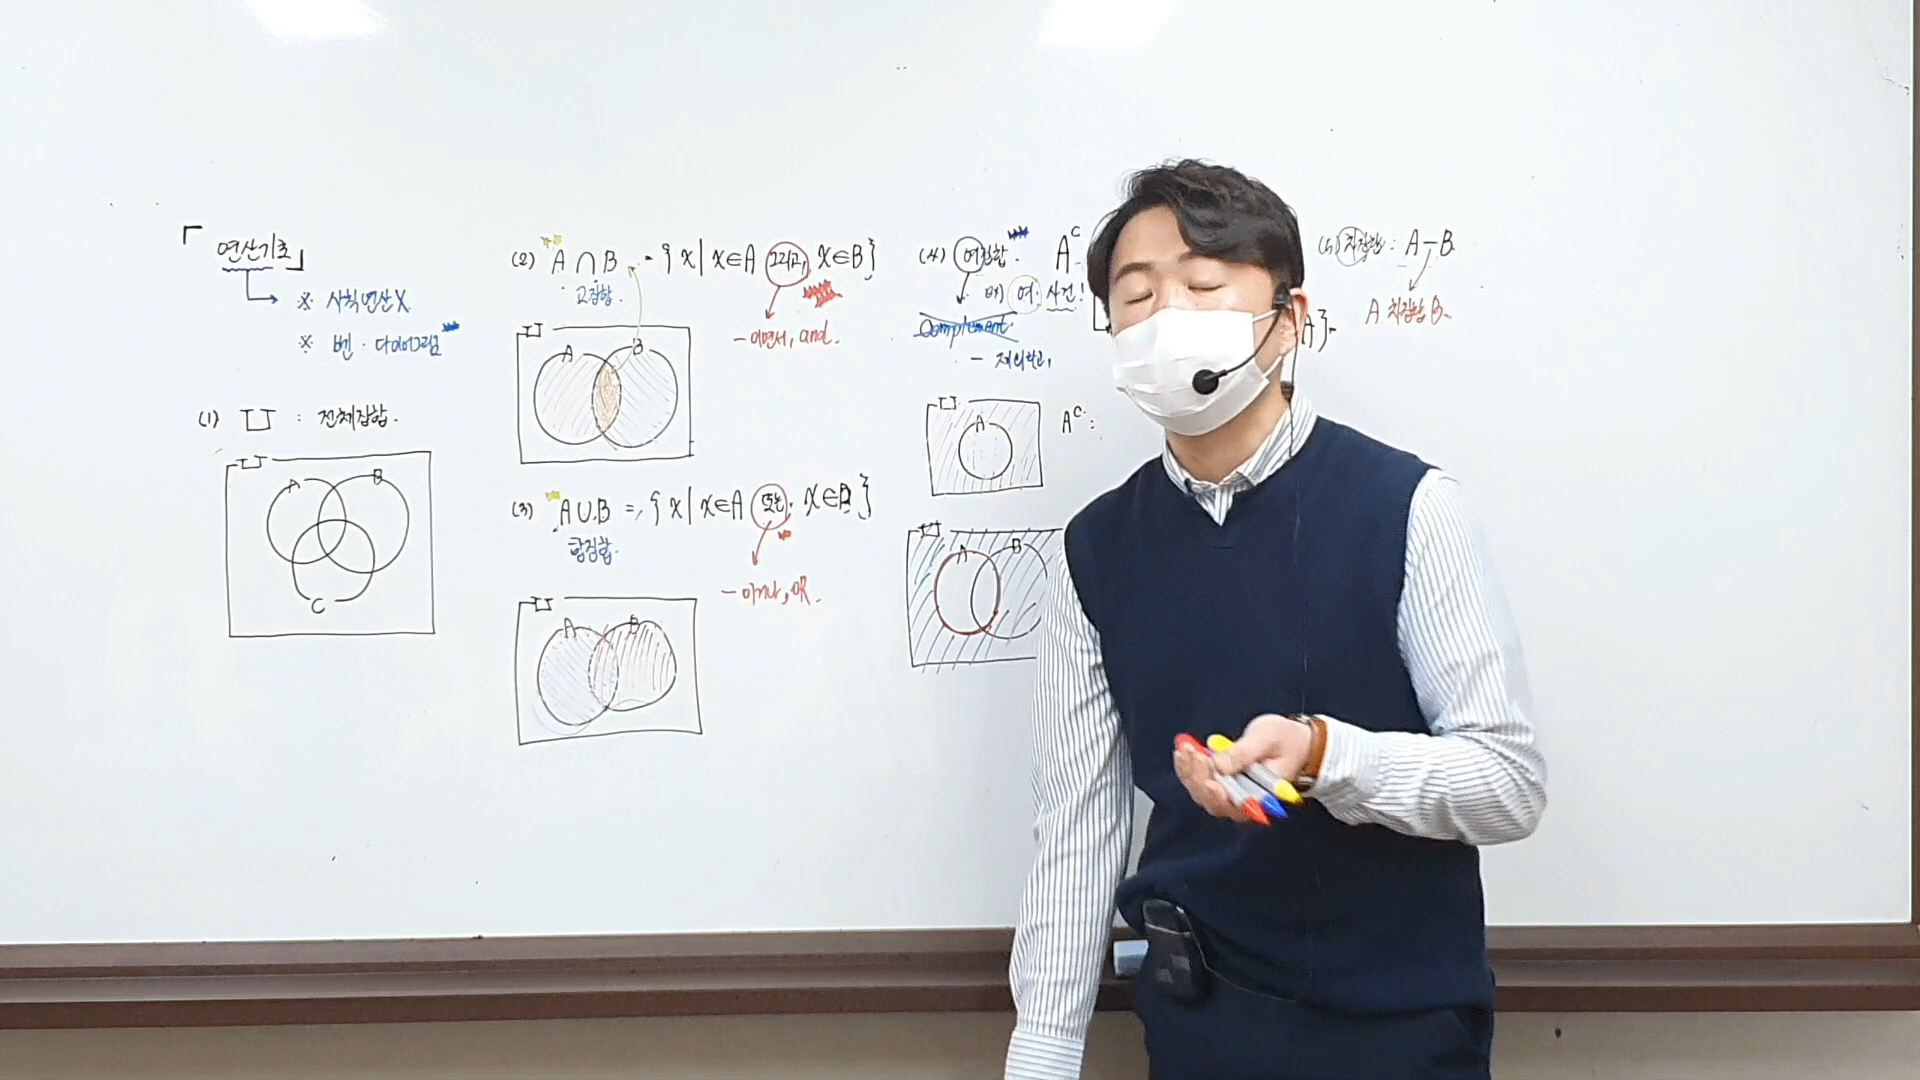 「연산기초」
※ 사칙연산X
※ 벤·다이어그램
(1) U : 전체집합.
U
A
B
C
(2) A∩B = {x|x∈A 그리고, x∈B}
교집합.
- 이면서, and.
U
A
B
(3) A∪B = {x|x∈A 또는, x∈B}
합집합.
- 이거나, OR.
U
A
B
(4) 여집합.
A^C
여 사건!
Complement
- 제외하고,
A}.
U
A
A^C :
U
A
B
(5) 차집합 : A-B
A 차집합 B.